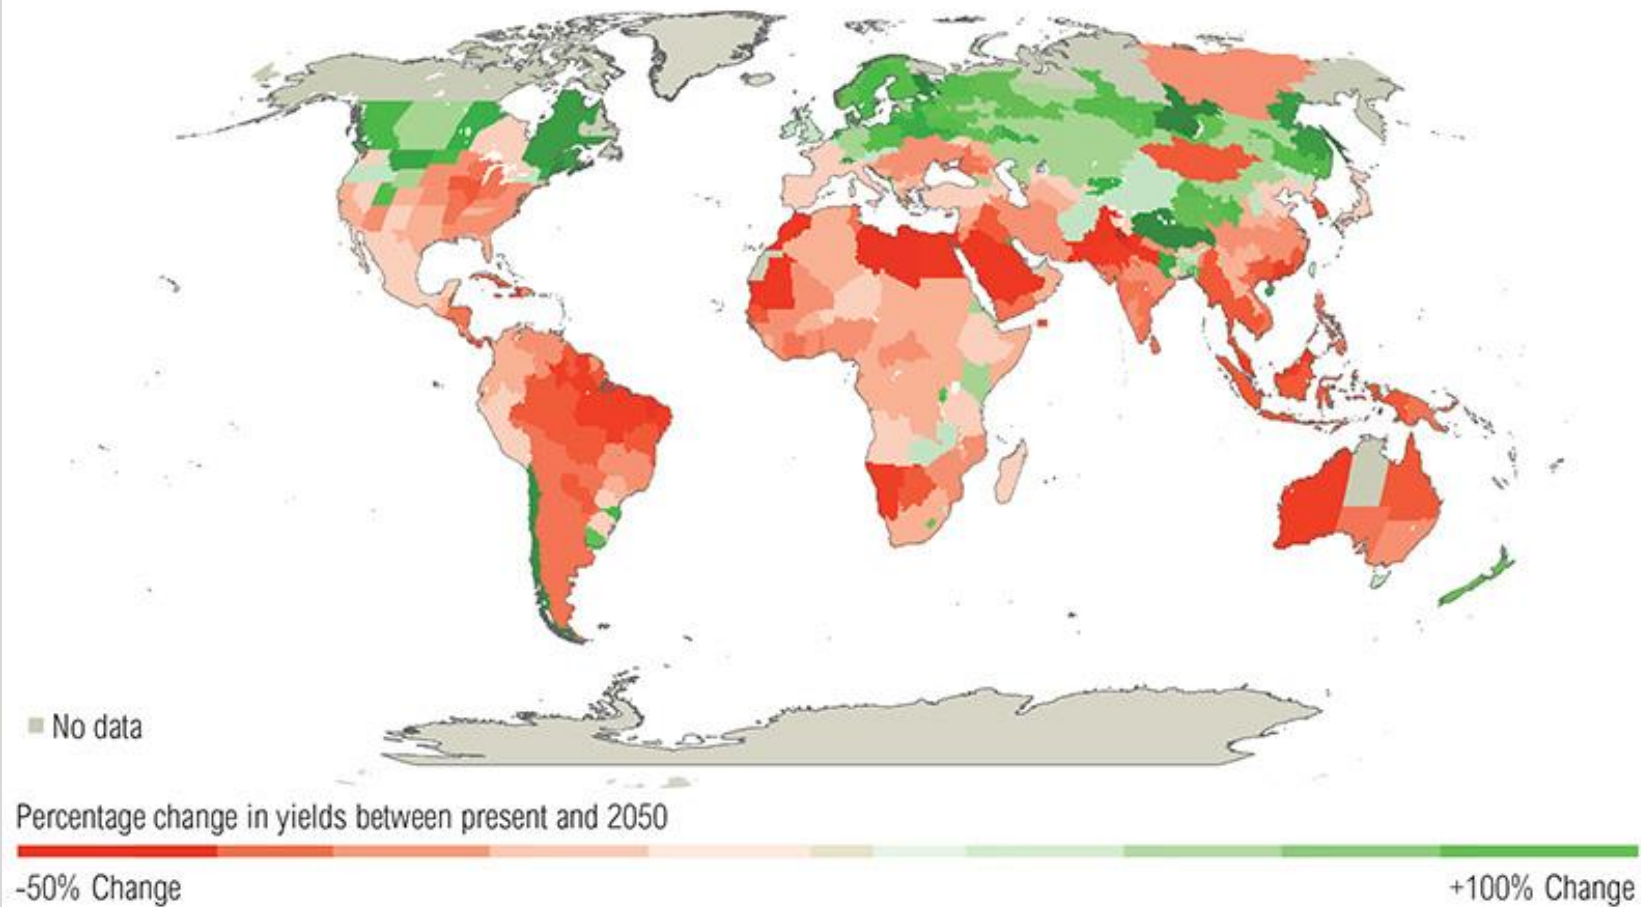 No data
Percentage change in yields between present and 2050
-50% Change
+100% Change